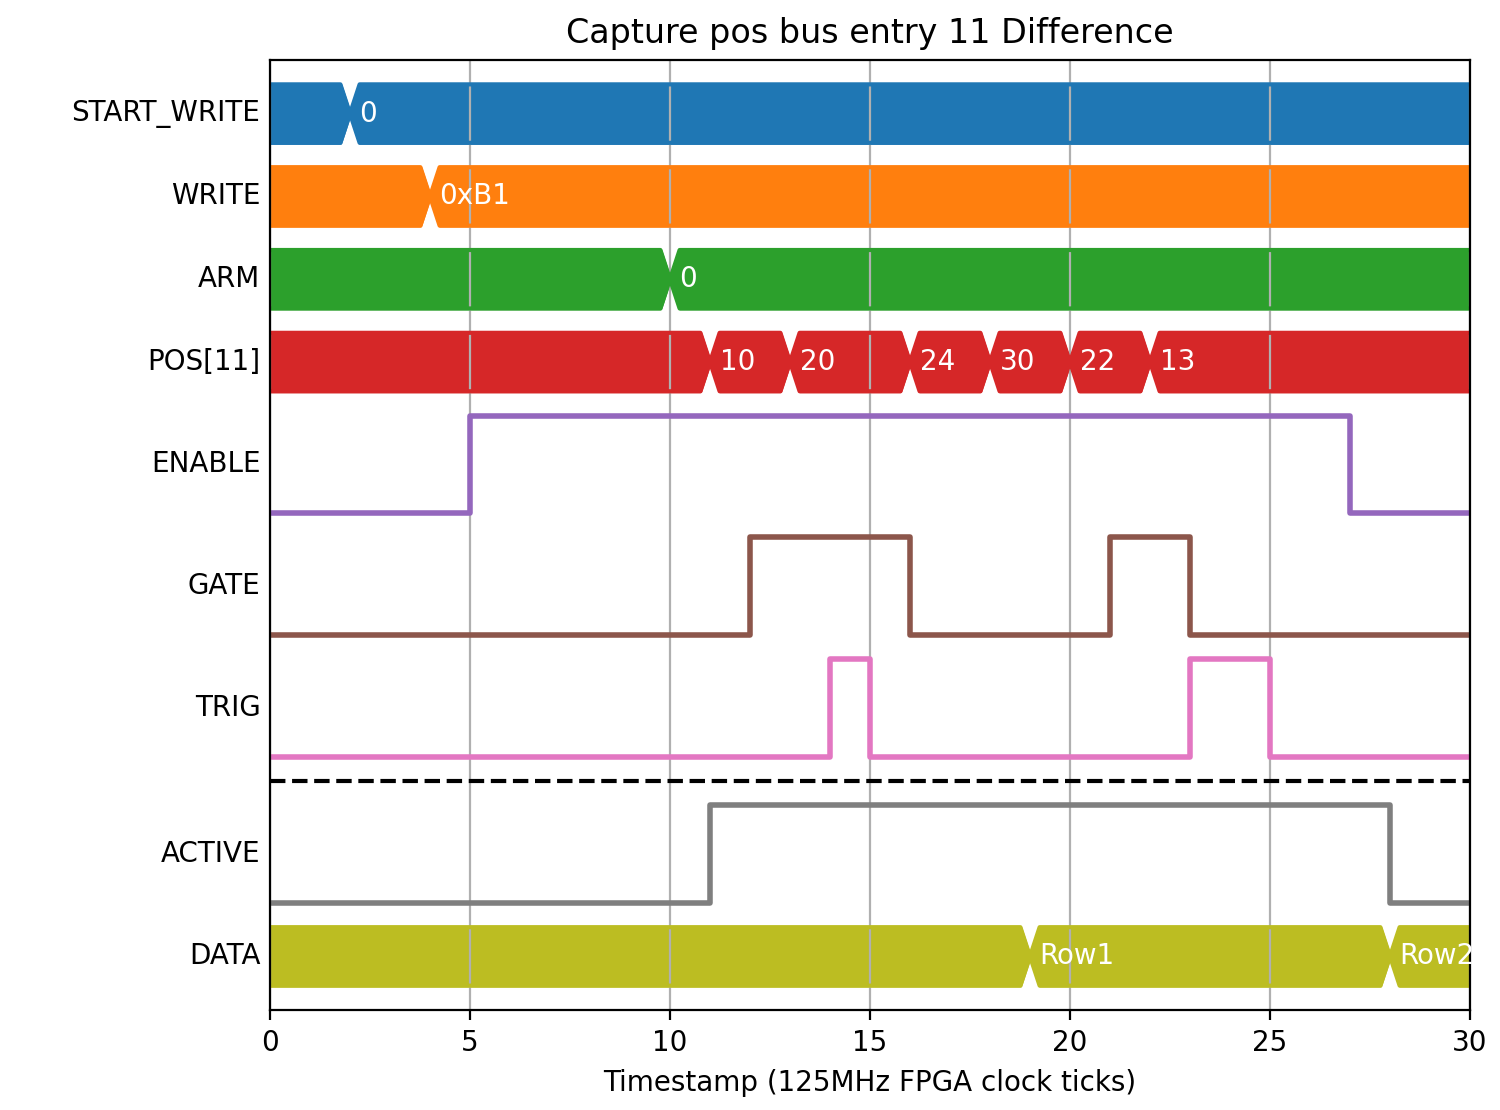 Capture pos bus entry 11 Difference
START_WRITE 0
WRITE 0xB1
ARM 0
POS[11] 10 20 24 30 22 13
ENABLE
GATE
TRIG
ACTIVE
DATA Row1 Row2
0 5 10 15 20 25 30
Timestamp (125MHz FPGA clock ticks)